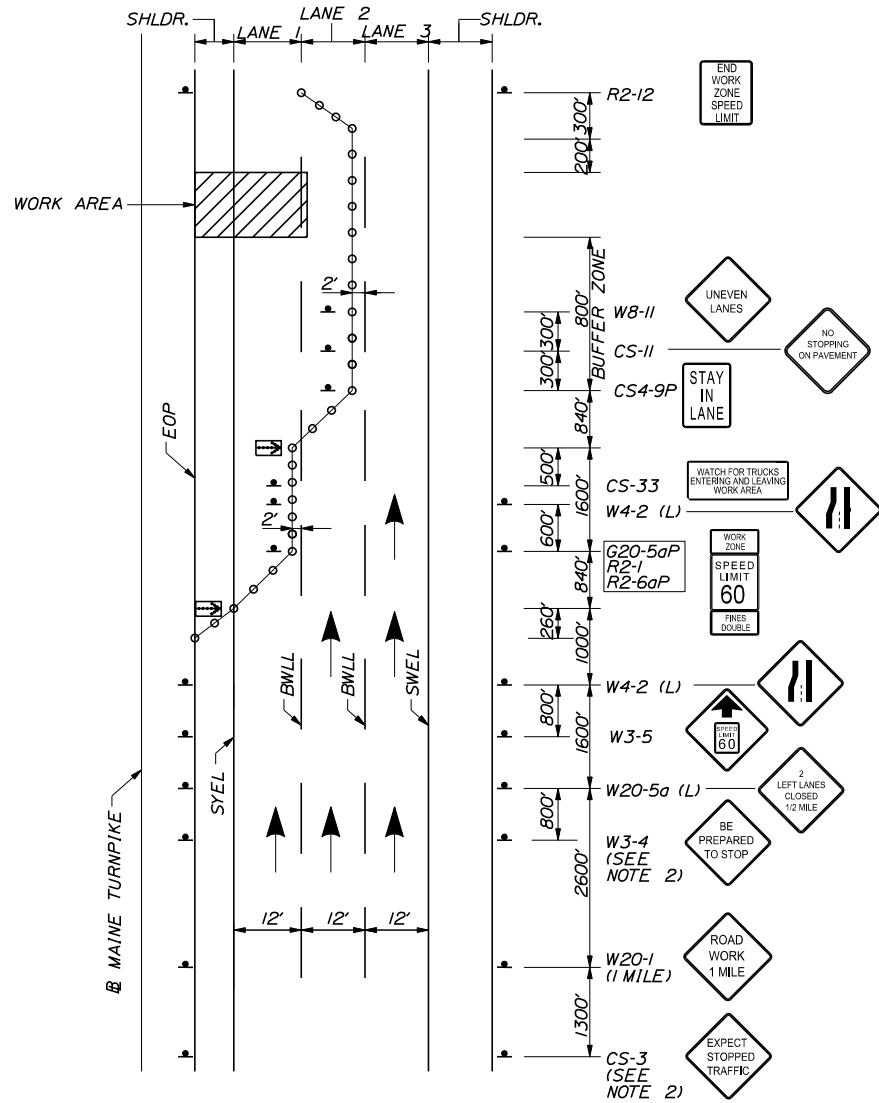 SHLDR.
LANE 1
LANE 2
LANE 3
SHLDR.
R2-12
300'
200'
END
WORK
ZONE
SPEED
LIMIT
WORK AREA
2'
BUFFER ZONE
800'
300'
300'
W8-11
CS-11
CS4-9P
UNEVEN
LANES
NO
STOPPING
ON PAVEMENT
STAY
IN
LANE
EOP
840'
500'
1600'
600'
CS-33
W4-2 (L)
WATCH FOR TRUCKS
ENTERING AND LEAVING
WORK AREA
2'
G20-5aP
R2-1
R2-6aP
840'
260'
1000'
WORK
ZONE
SPEED
LIMIT
60
FINES
DOUBLE
BWLL
BWLL
SWEL
SYEL
W4-2 (L)
800'
1600'
W3-5
SPEED
LIMIT
60
W20-5a (L)
2
LEFT LANES
CLOSED
1/2 MILE
800'
W3-4
(SEE
NOTE 2)
BE
PREPARED
TO STOP
2600'
MAINE TURNPIKE
12'
12'
12'
W20-1
(1 MILE)
ROAD
WORK
1 MILE
1300'
CS-3
(SEE
NOTE 2)
EXPECT
STOPPED
TRAFFIC